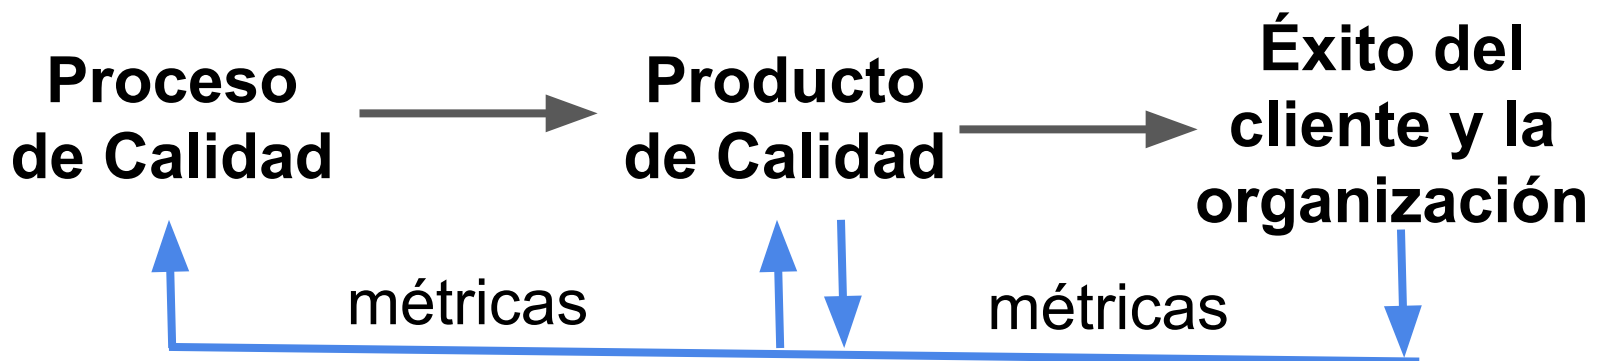 Proceso
de Calidad
Producto
de Calidad
Éxito del
cliente y la
organización
métricas
métricas